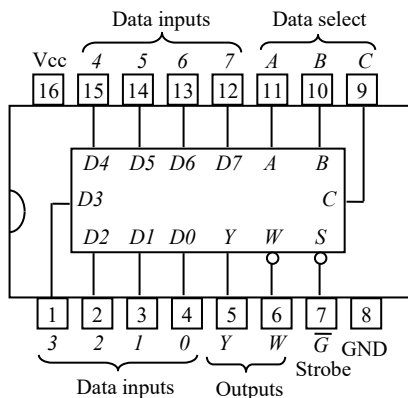 Data inputs Data select
Vcc 4 5 6 7 A B C
16 15 14 13 12 11 10 9
D4 D5 D6 D7 A B
D3 C
D2 D1 D0 Y W S
1 2 3 4 5 6 7 8
3 2 1 0 Y W G̅ GND
Strobe
Data inputs Outputs